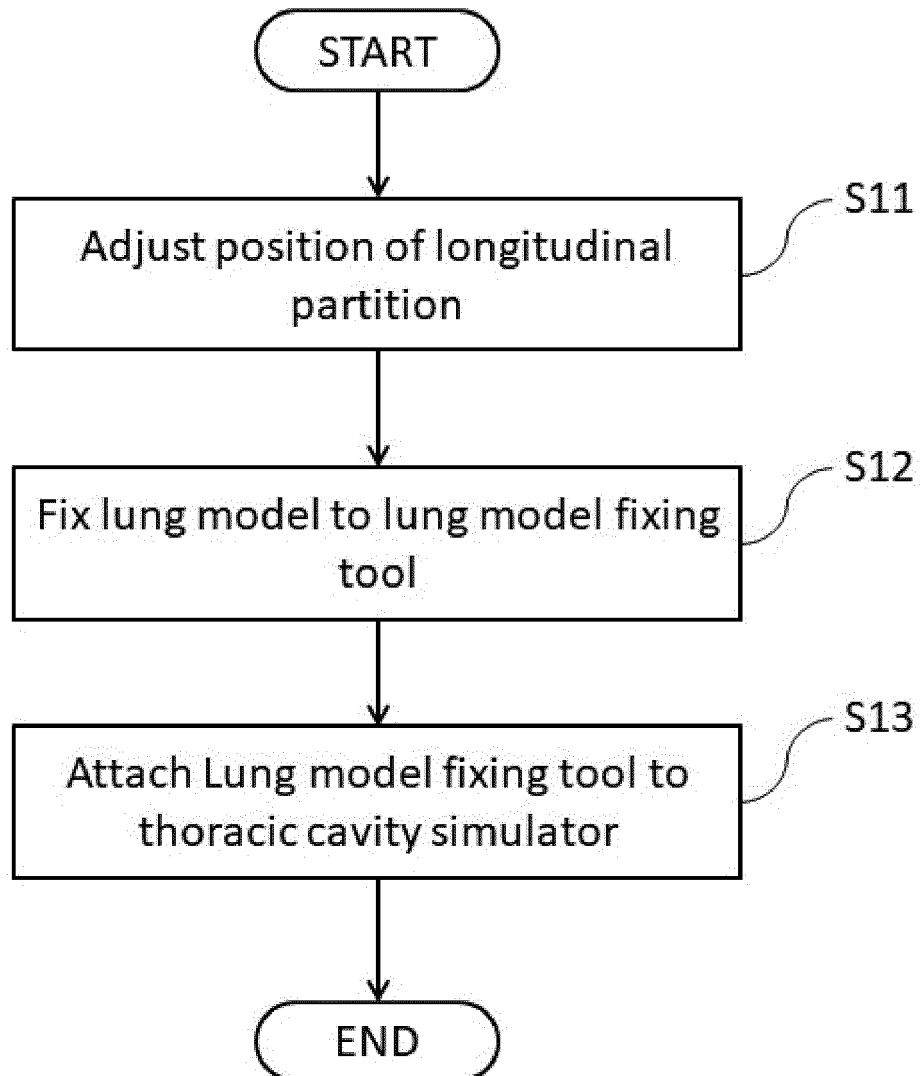 START
S11
Adjust position of longitudinal
partition
S12
Fix lung model to lung model fixing
tool
S13
Attach Lung model fixing tool to
thoracic cavity simulator
END